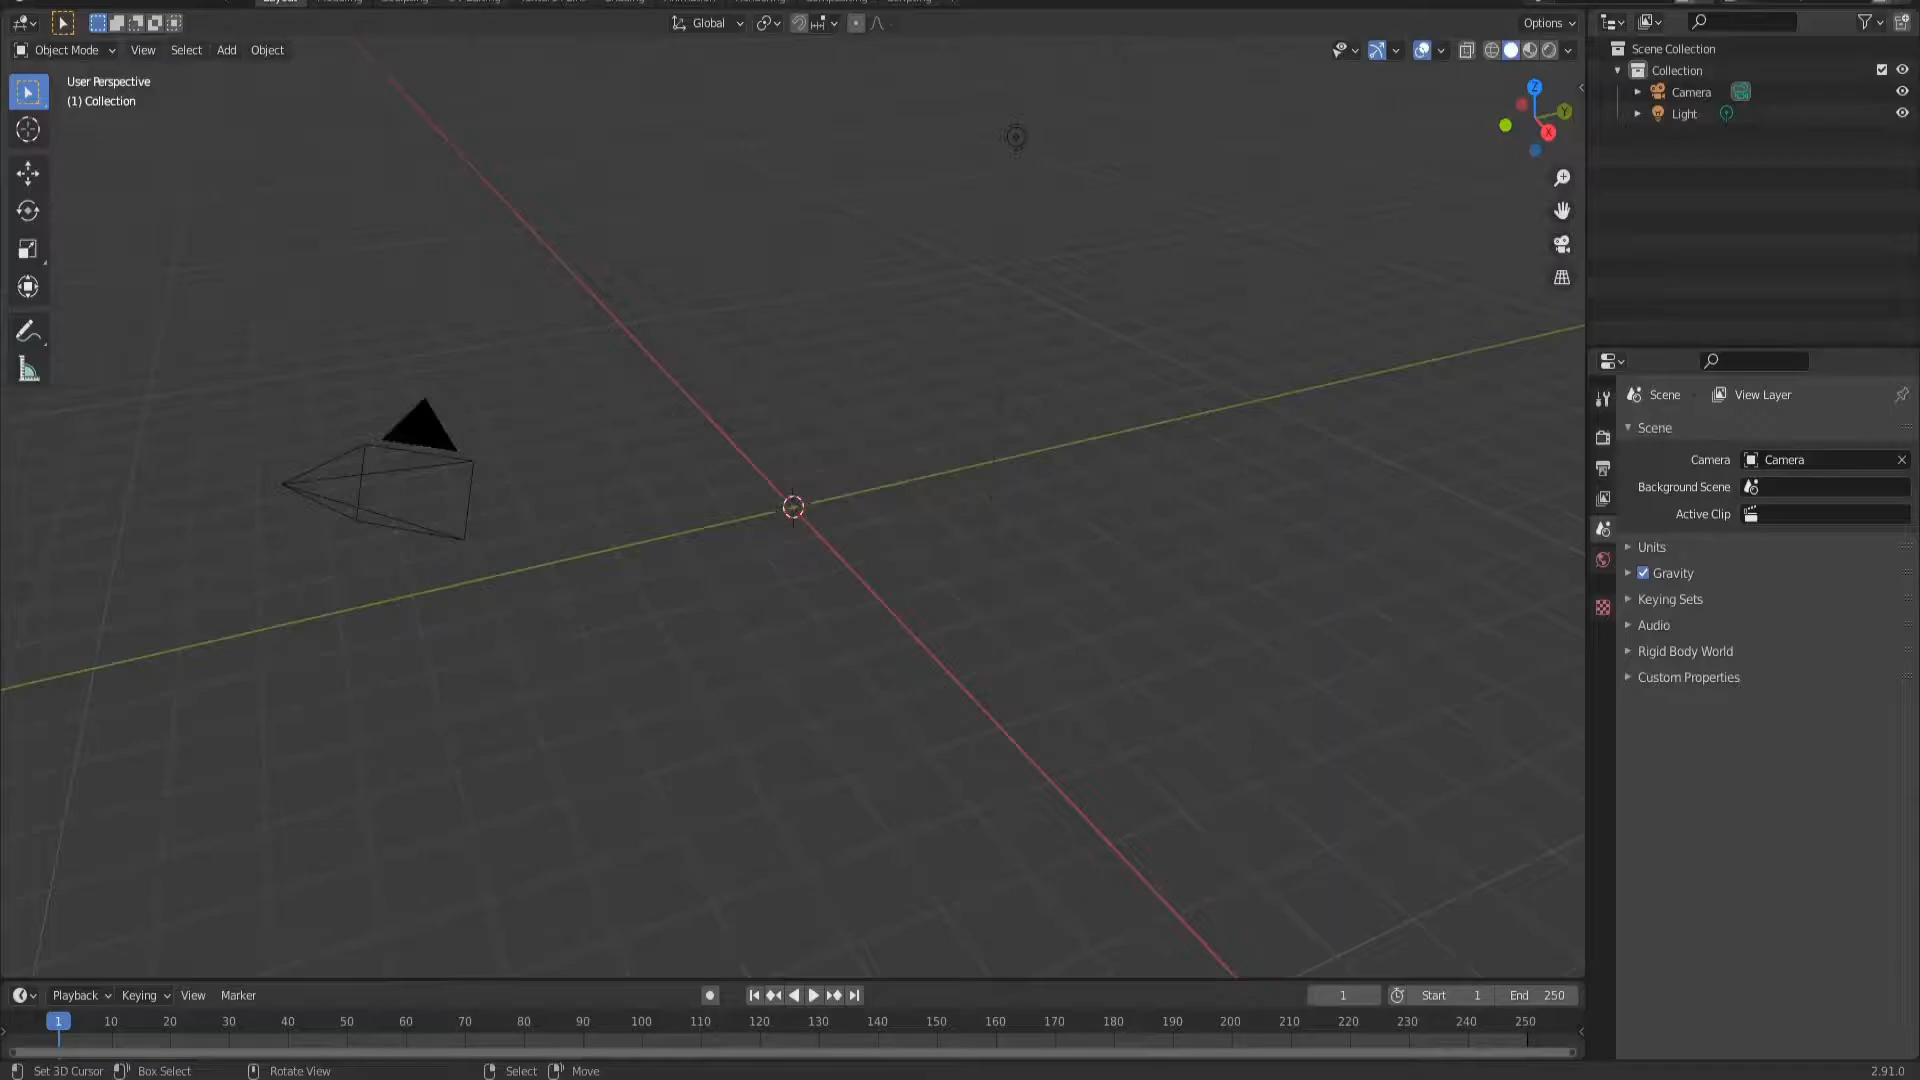 Global
Options
Object Mode View Select Add Object
User Perspective
(1) Collection
Z
Y
X
Scene Collection
Collection
Camera
Light
Scene View Layer
Scene
Camera Camera
Background Scene
Active Clip
Units
Gravity
Keying Sets
Audio
Rigid Body World
Custom Properties
Playback Keying View Marker
1 Start 1 End 250
1 10 20 30 40 50 60 70 80 90 100 110 120 130 140 150 160 170 180 190 200 210 220 230 240 250
Set 3D Cursor Box Select Rotate View Select Move 2.91.0